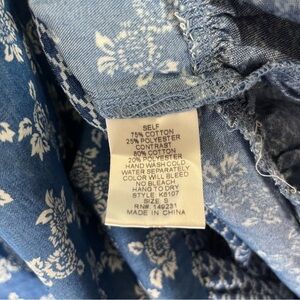 SELF
75% COTTON
25% POLYESTER
CONTRAST
80% COTTON
20% POLYESTER
HAND WASH COLD
WATER SEPARATELY
COLOR WILL BLEED
NO BLEACH
HANG TO DRY
STYLE: K6107
SIZE: S
RN#: 149231
MADE IN CHINA